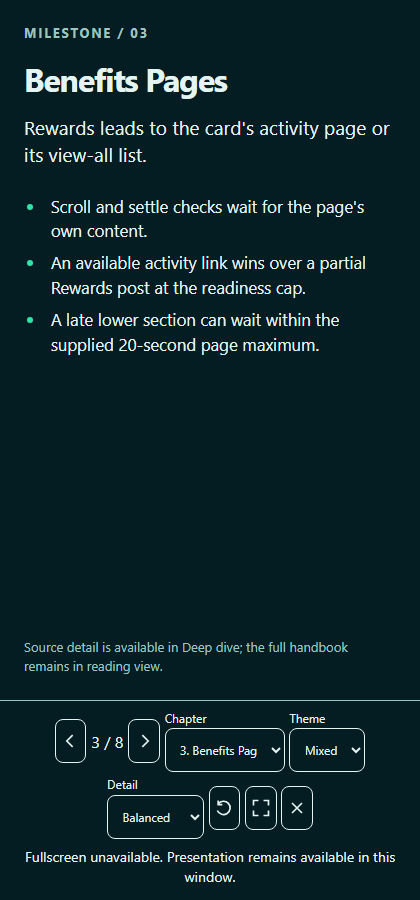 MILESTONE / 03
Benefits Pages
Rewards leads to the card's activity page or
its view-all list.
Scroll and settle checks wait for the page's
own content.
An available activity link wins over a partial
Rewards post at the readiness cap.
A late lower section can wait within the
supplied 20-second page maximum.
Source detail is available in Deep dive; the full handbook
remains in reading view.
Chapter
Theme
3 / 8
3. Benefits Pag
Mixed
Detail
Balanced
Fullscreen unavailable. Presentation remains available in this
window.